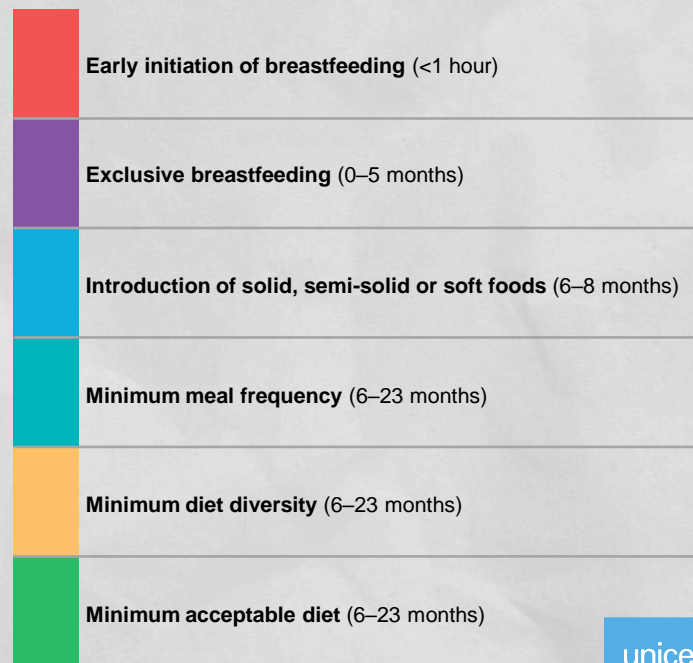 Early initiation of breastfeeding (<1 hour)
Exclusive breastfeeding (0–5 months)
Introduction of solid, semi-solid or soft foods (6–8 months)
Minimum meal frequency (6–23 months)
Minimum diet diversity (6–23 months)
Minimum acceptable diet (6–23 months)
unice